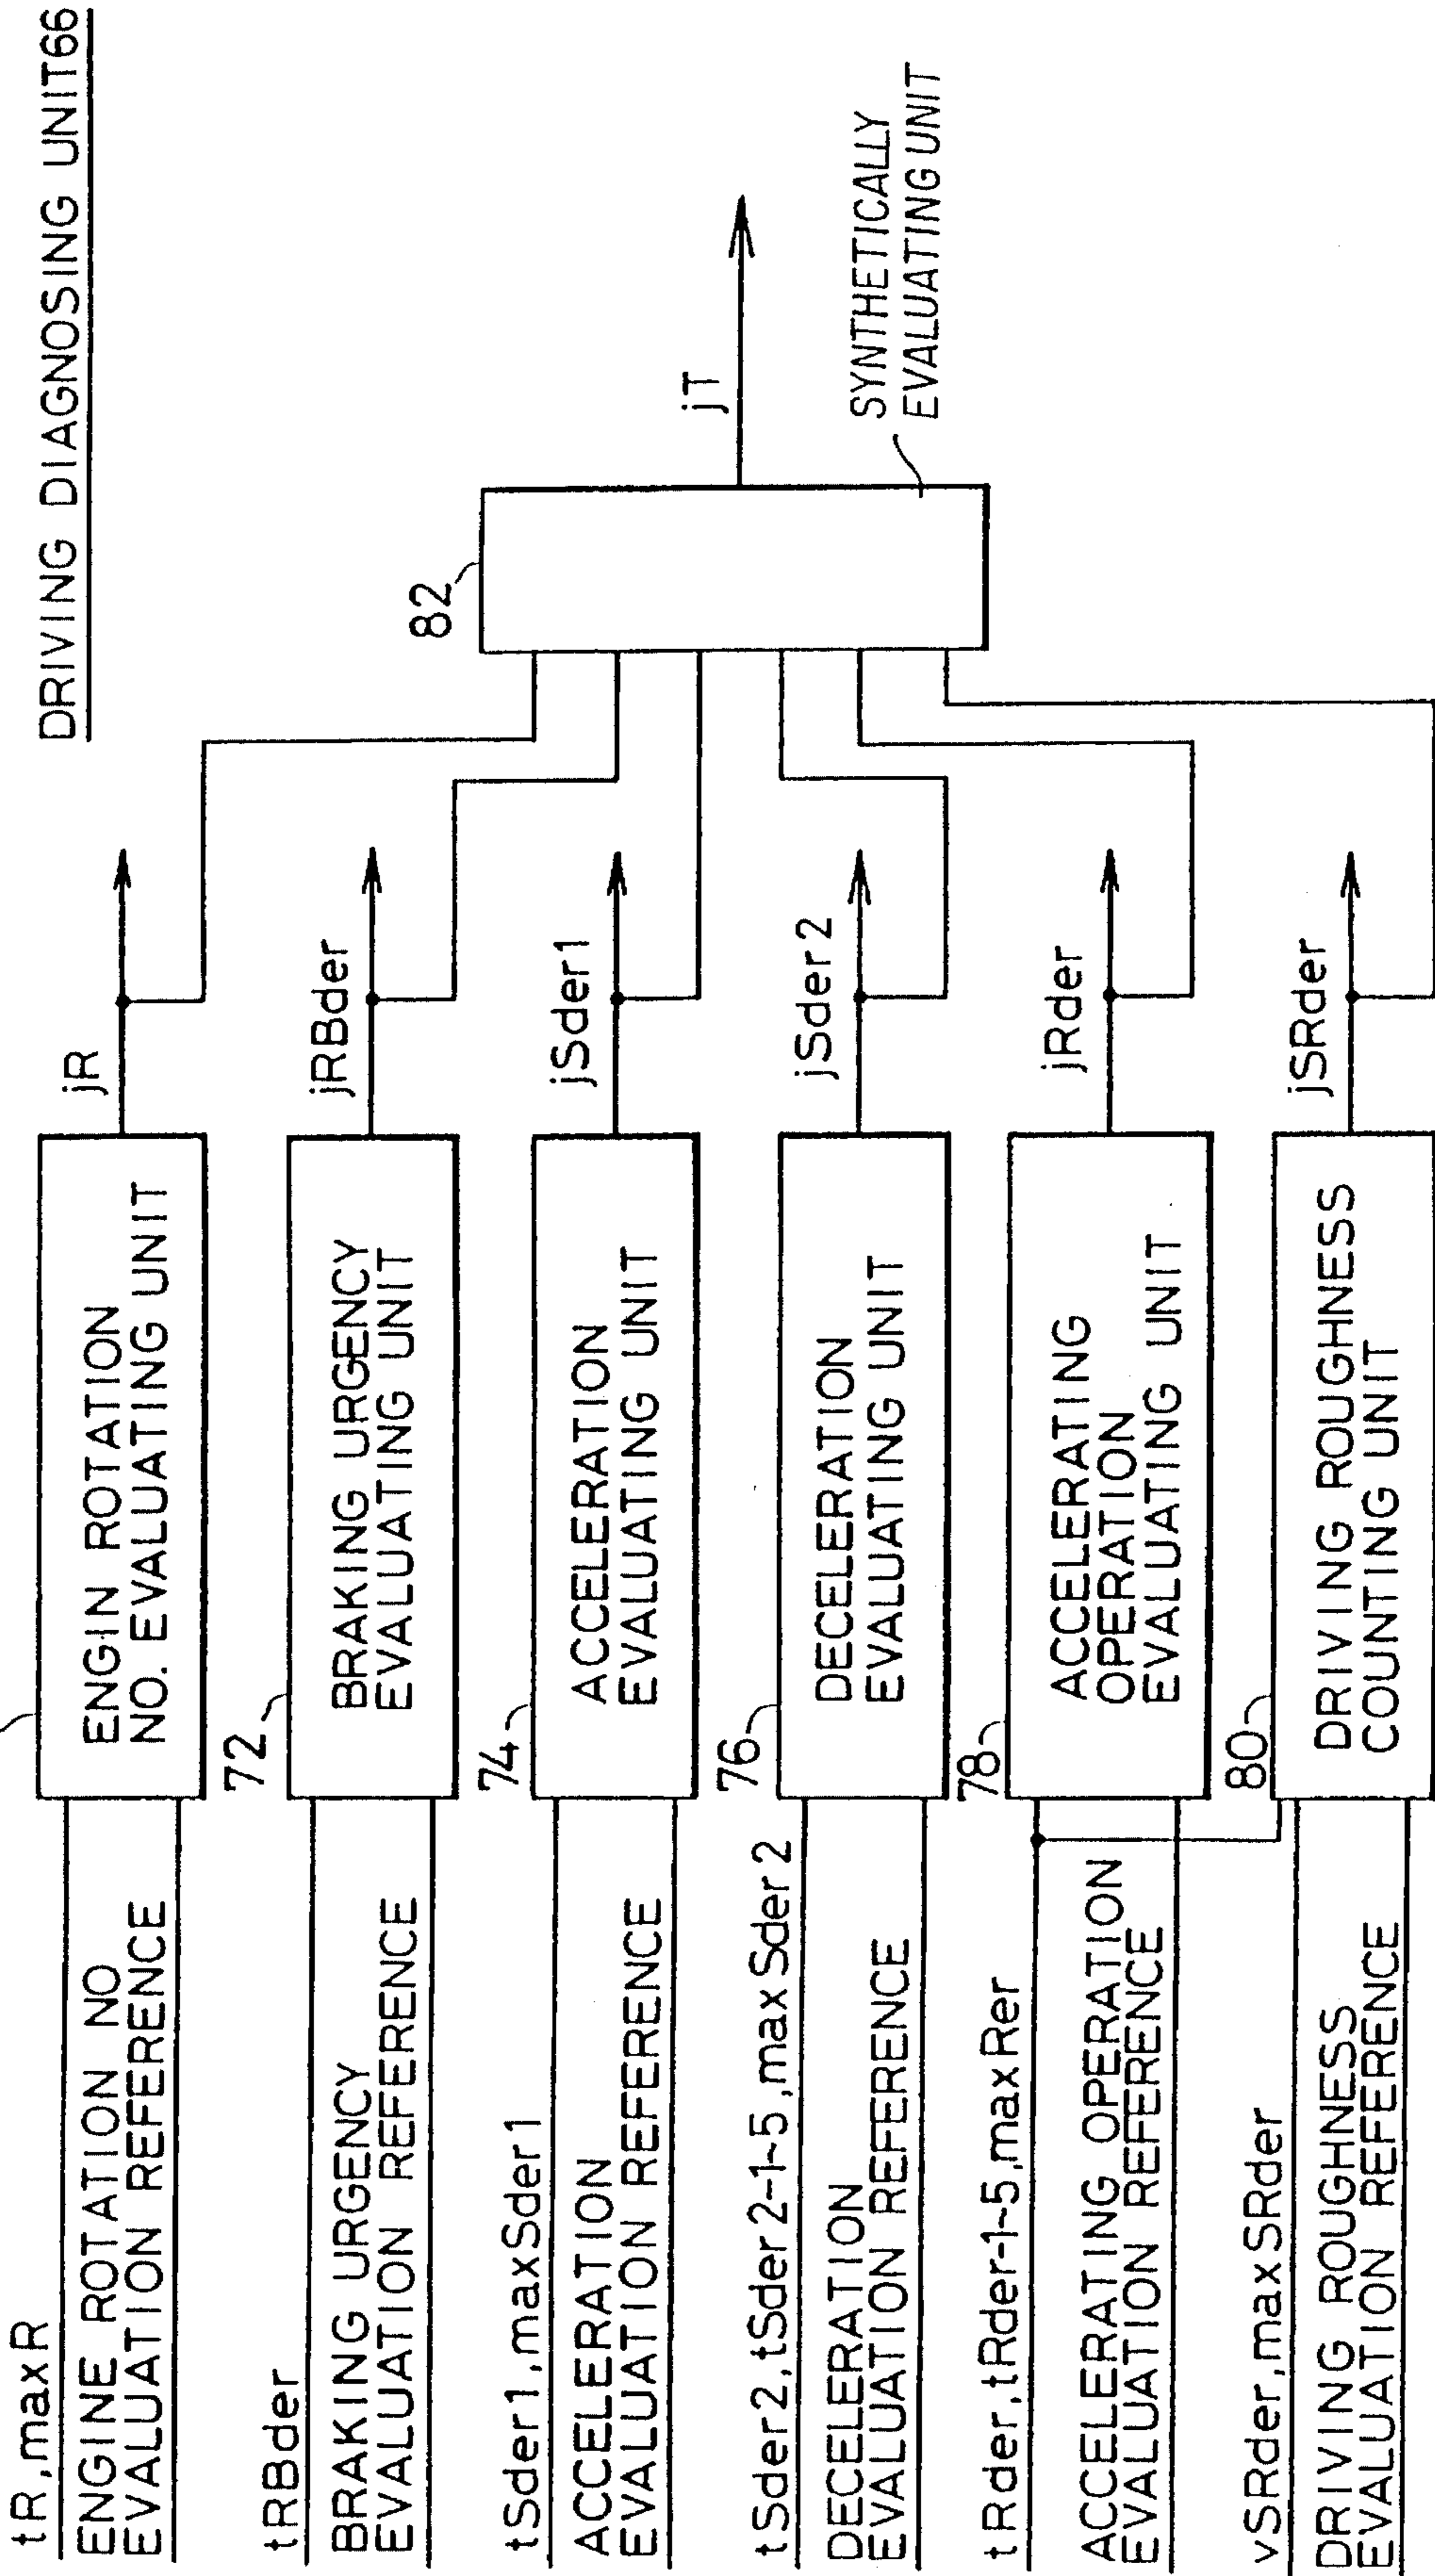 DRIVING DIAGNOSING UNIT66
tR,maxR
ENGINE ROTATION NO
EVALUATION REFERENCE
ENGIN ROTATION
NO. EVALUATING UNIT
jR
tRBder
BRAKING URGENCY
EVALUATION REFERENCE
72
BRAKING URGENCY
EVALUATING UNIT
jRBder
tSder1,maxSder1
ACCELERATION
EVALUATION REFERENCE
74
ACCELERATION
EVALUATING UNIT
jSder1
tSder2,tSder2-1~5,maxSder2
DECELERATION
EVALUATION REFERENCE
76
DECELERATION
EVALUATING UNIT
jSder2
tRder,tRder-1~5,maxRer
ACCELERATING OPERATION
EVALUATION REFERENCE
78
ACCELERATING
OPERATION
EVALUATING UNIT
jRder
vSRder,maxSRder
DRIVING ROUGHNESS
EVALUATION REFERENCE
80
DRIVING ROUGHNESS
COUNTING UNIT
jSRder
82
jT
SYNTHETICALLY
EVALUATING UNIT